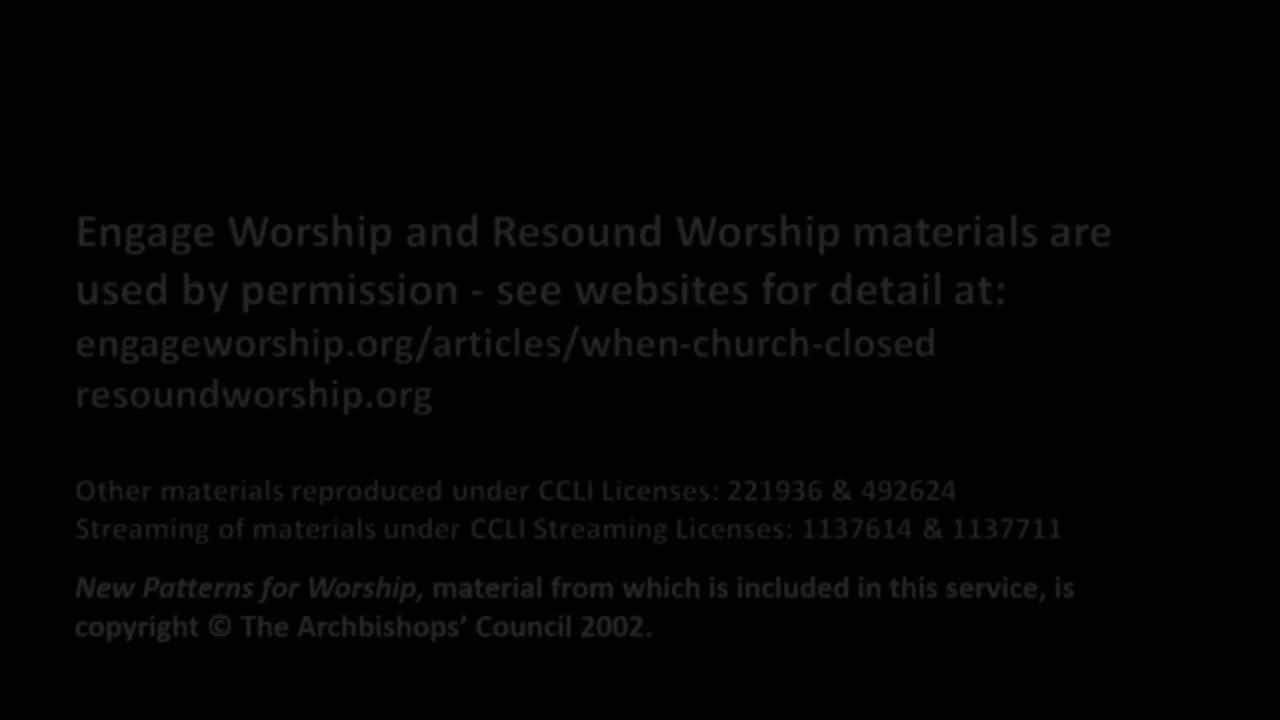 Engage Worship and Resound Worship materials are
used by permission - see websites for detail at:
engageworship.org/articles/when-church-closed
resoundworship.org
Other materials reproduced under CCLI Licenses: 221936 & 492624
Streaming of materials under CCLI Streaming Licenses: 1137614 & 1137711
New Patterns for Worship, material from which is included in this service, is
copyright © The Archbishops’ Council 2002.